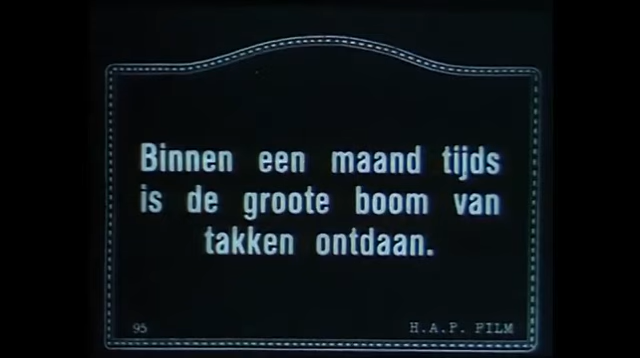 Binnen een maand tijds
is de groote boom van
takken ontdaan.
95 H.A.P. FILM